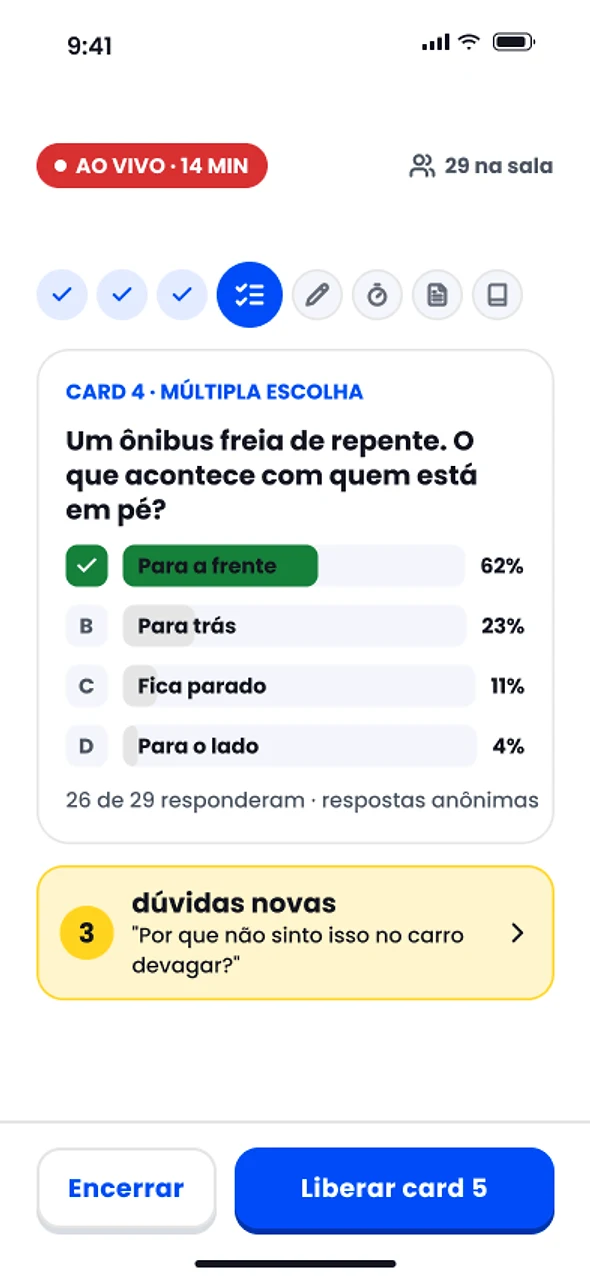 9:41
AO VIVO · 14 MIN
29 na sala
CARD 4 · MÚLTIPLA ESCOLHA
Um ônibus freia de repente. O
que acontece com quem está
em pé?
Para a frente 62%
B Para trás 23%
C Fica parado 11%
D Para o lado 4%
26 de 29 responderam · respostas anônimas
3
dúvidas novas
"Por que não sinto isso no carro
devagar?"
Encerrar
Liberar card 5